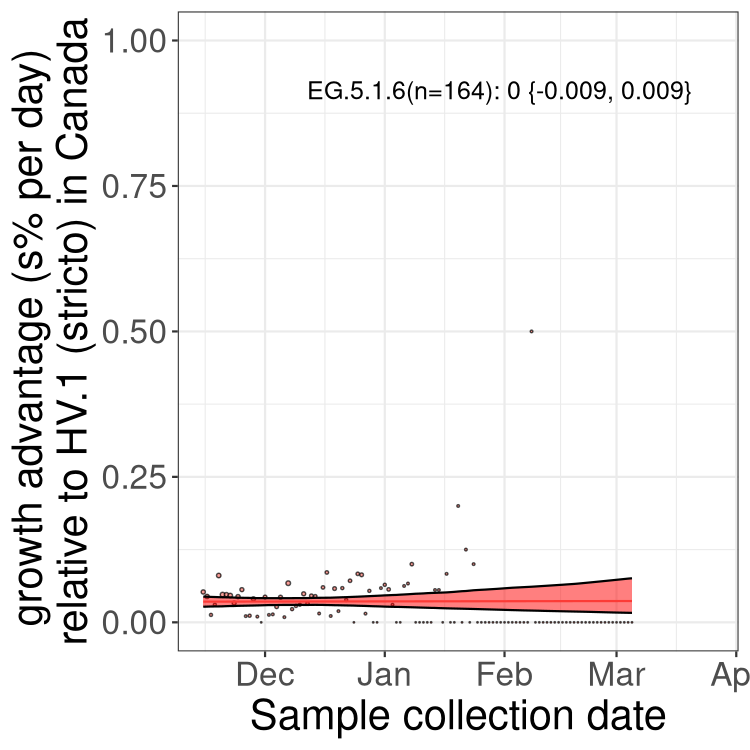 growth advantage (s% per day)
relative to HV.1 (stricto) in Canada
1.00
0.75
0.50
0.25
0.00
EG.5.1.6(n=164): 0 {-0.009, 0.009}
Dec
Jan
Feb
Mar
Ap
Sample collection date